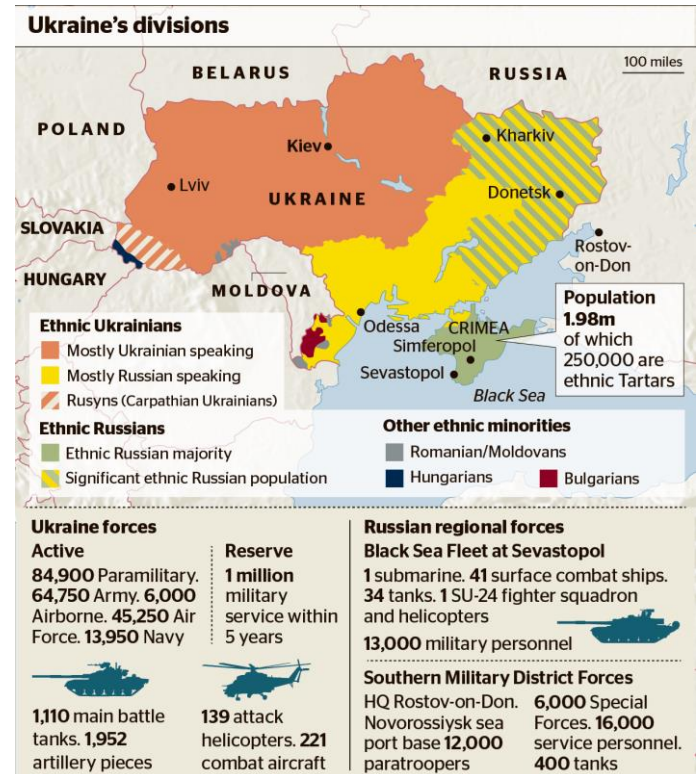 Ukraine's divisions
100 miles
BELARUS
RUSSIA
POLAND
Kiev
Kharkiv
Lviv
UKRAINE
Donetsk
SLOVAKIA
HUNGARY
MOLDOVA
Rostov-
on-Don
Odessa
CRIMEA
Simferopol
Sevastopol
Black Sea
Population
1.98m
of which
250,000 are
ethnic Tartars
Ethnic Ukrainians
Mostly Ukrainian speaking
Mostly Russian speaking
Rusyns (Carpathian Ukrainians)
Ethnic Russians
Ethnic Russian majority
Significant ethnic Russian population
Other ethnic minorities
Romanian/Moldovans
Hungarians
Bulgarians
Ukraine forces
Active
84,900 Paramilitary.
64,750 Army. 6,000
Airborne. 45,250 Air
Force. 13,950 Navy
Reserve
1 million
military
service within
5 years
1,110 main battle
tanks. 1,952
artillery pieces
139 attack
helicopters. 221
combat aircraft
Russian regional forces
Black Sea Fleet at Sevastopol
1 submarine. 41 surface combat ships.
34 tanks. 1 SU-24 fighter squadron
and helicopters
13,000 military personnel
Southern Military District Forces
HQ Rostov-on-Don.
Novorossiysk sea
port base 12,000
paratroopers
6,000 Special
Forces. 16,000
service personnel.
400 tanks